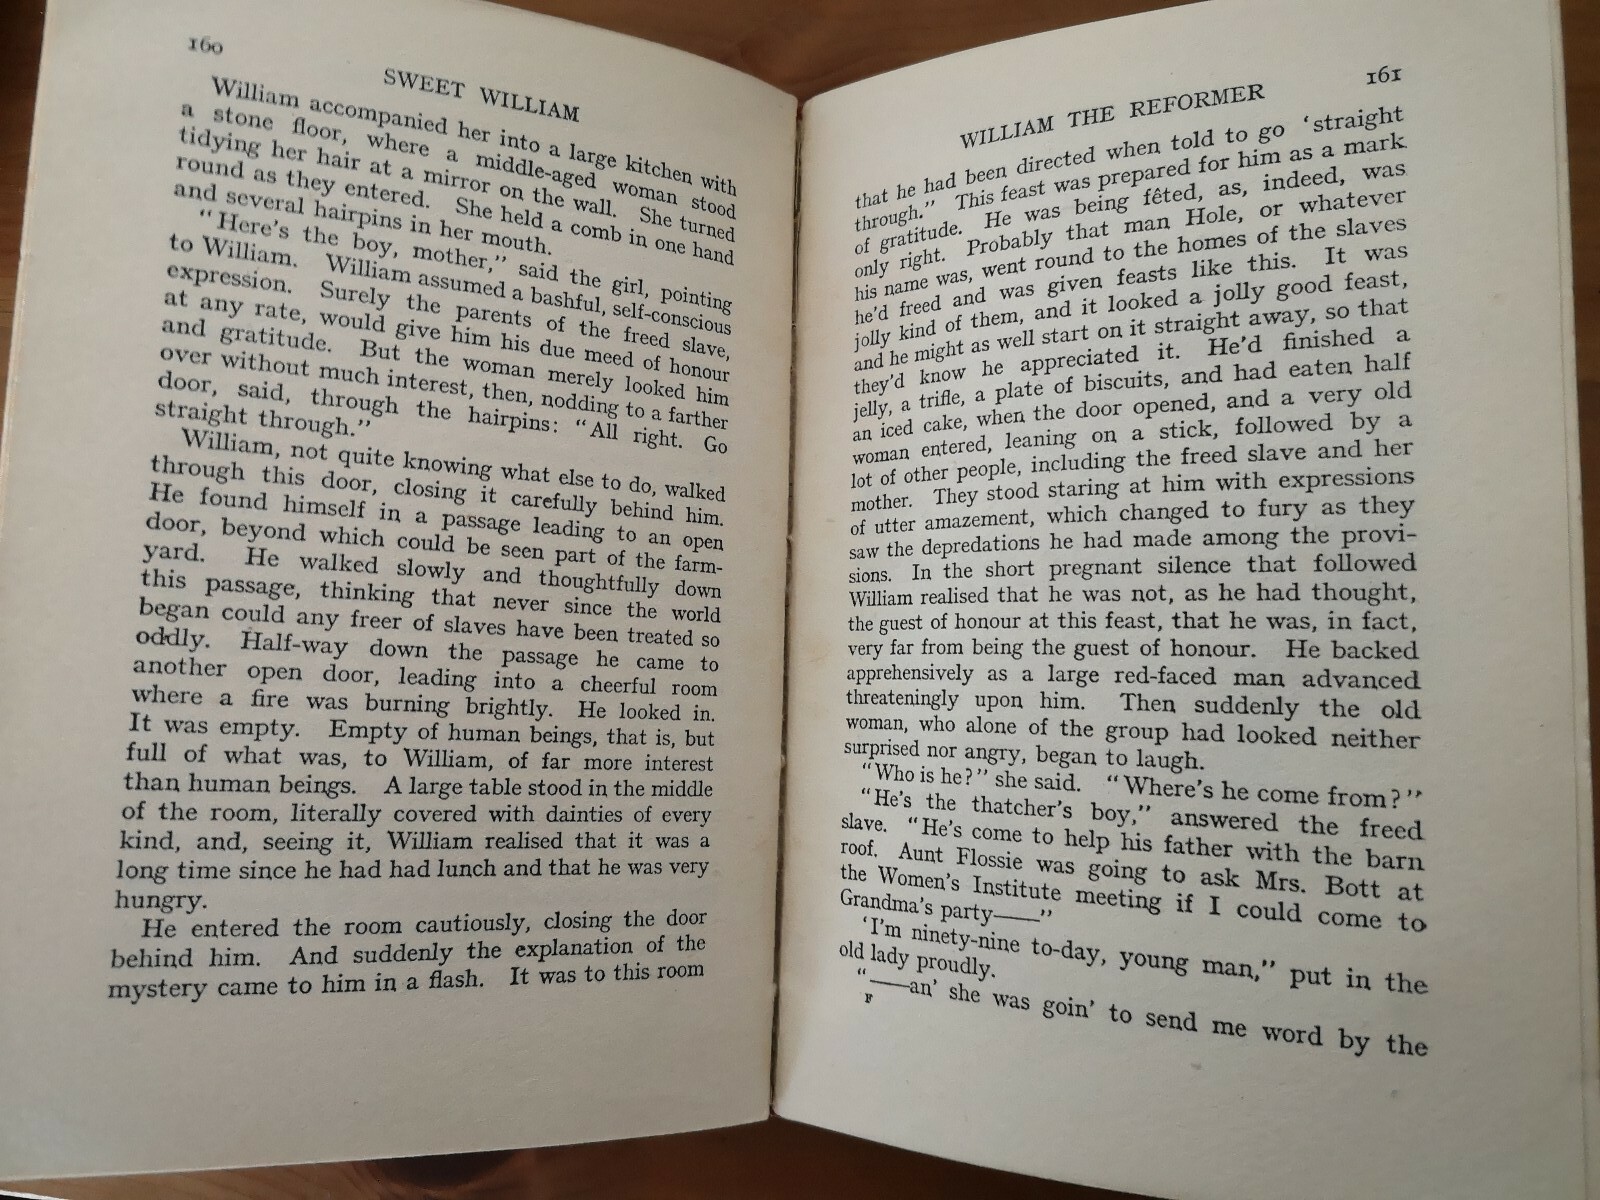 160
SWEET WILLIAM
William accompanied her into a large kitchen with
a stone floor, where a middle-aged woman stood
tidying her hair at a mirror on the wall. She turned
round as they entered. She held a comb in one hand
and several hairpins in her mouth.
"Here's the boy, mother," said the girl, pointing
to William. William assumed a bashful, self-conscious
expression. Surely the parents of the freed slave,
at any rate, would give him his due meed of honour
and gratitude. But the woman merely looked him
over without much interest, then, nodding to a farther
door, said, through the hairpins: "All right. Go
straight through."
William, not quite knowing what else to do, walked
through this door, closing it carefully behind him.
He found himself in a passage leading to an open
door, beyond which could be seen part of the farm-
yard. He walked slowly and thoughtfully down
this passage, thinking that never since the world
began could any freer of slaves have been treated so
oddly. Half-way down the passage he came to
another open door, leading into a cheerful room
where a fire was burning brightly. He looked in.
It was empty. Empty of human beings, that is, but
full of what was, to William, of far more interest
than human beings. A large table stood in the middle
of the room, literally covered with dainties of every
kind, and, seeing it, William realised that it was a
long time since he had had lunch and that he was very
hungry.
He entered the room cautiously, closing the door
behind him. And suddenly the explanation of the
mystery came to him in a flash. It was to this room
161
WILLIAM THE REFORMER
that he had been directed when told to go 'straight
through." This feast was prepared for him as a mark
of gratitude. He was being fêted, as, indeed, was
only right. Probably that man Hole, or whatever
his name was, went round to the homes of the slaves
he'd freed and was given feasts like this. It was
jolly kind of them, and it looked a jolly good feast,
and he might as well start on it straight away, so that
they'd know he appreciated it. He'd finished a
jelly, a trifle, a plate of biscuits, and had eaten half
an iced cake, when the door opened, and a very old
woman entered, leaning on a stick, followed by a
lot of other people, including the freed slave and her
mother. They stood staring at him with expressions
of utter amazement, which changed to fury as they
saw the depredations he had made among the provi-
sions. In the short pregnant silence that followed
William realised that he was not, as he had thought,
the guest of honour at this feast, that he was, in fact,
very far from being the guest of honour. He backed
apprehensively as a large red-faced man advanced
threateningly upon him. Then suddenly the old
woman, who alone of the group had looked neither
surprised nor angry, began to laugh.
"Who is he?" she said. "Where's he come from?"
"He's the thatcher's boy," answered the freed
slave. "He's come to help his father with the barn
roof. Aunt Flossie was going to ask Mrs. Bott at
the Women's Institute meeting if I could come to
Grandma's party——"
'I'm ninety-nine to-day, young man," put in the
old lady proudly.
"——an' she was goin' to send me word by the
F